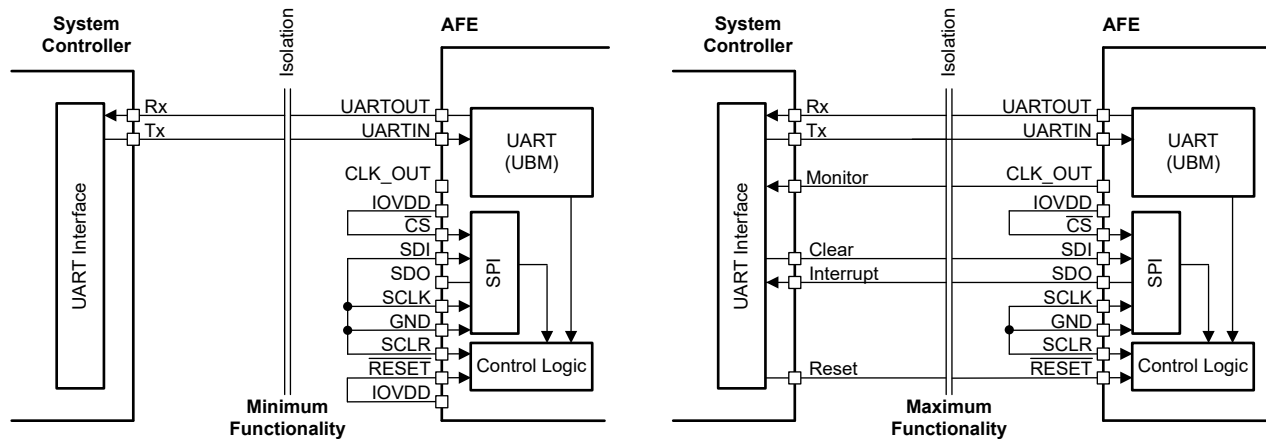 System
Controller
Isolation
AFE
UART Interface
Rx
UARTOUT
Tx
UARTIN
UART
(UBM)
CLK_OUT
IOVDD
CS
SDI
SDO
SPI
SCLK
GND
SCLR
Control Logic
RESET
IOVDD
Minimum
Functionality
System
Controller
Isolation
AFE
UART Interface
Rx
UARTOUT
Tx
UARTIN
UART
(UBM)
Monitor
CLK_OUT
IOVDD
CS
Clear
SDI
Interrupt
SDO
SPI
SCLK
GND
SCLR
Control Logic
Reset
RESET
Maximum
Functionality